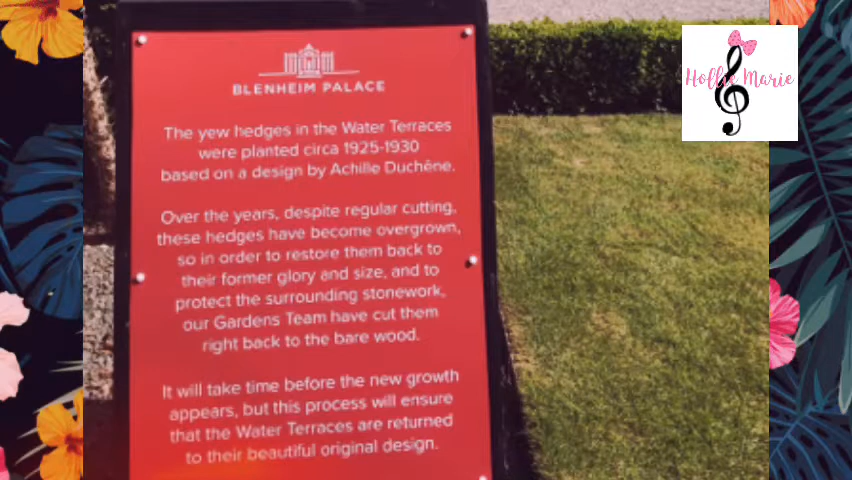 BLENHEIM PALACE
The yew hedges in the Water Terraces
were planted circa 1925-1930
based on a design by Achille Duchêne.
Over the years, despite regular cutting,
these hedges have become overgrown,
so in order to restore them back to
their former glory and size, and to
protect the surrounding stonework,
our Gardens Team have cut them
right back to the bare wood.
It will take time before the new growth
appears, but this process will ensure
that the Water Terraces are returned
to their beautiful original design.
Hollie Marie